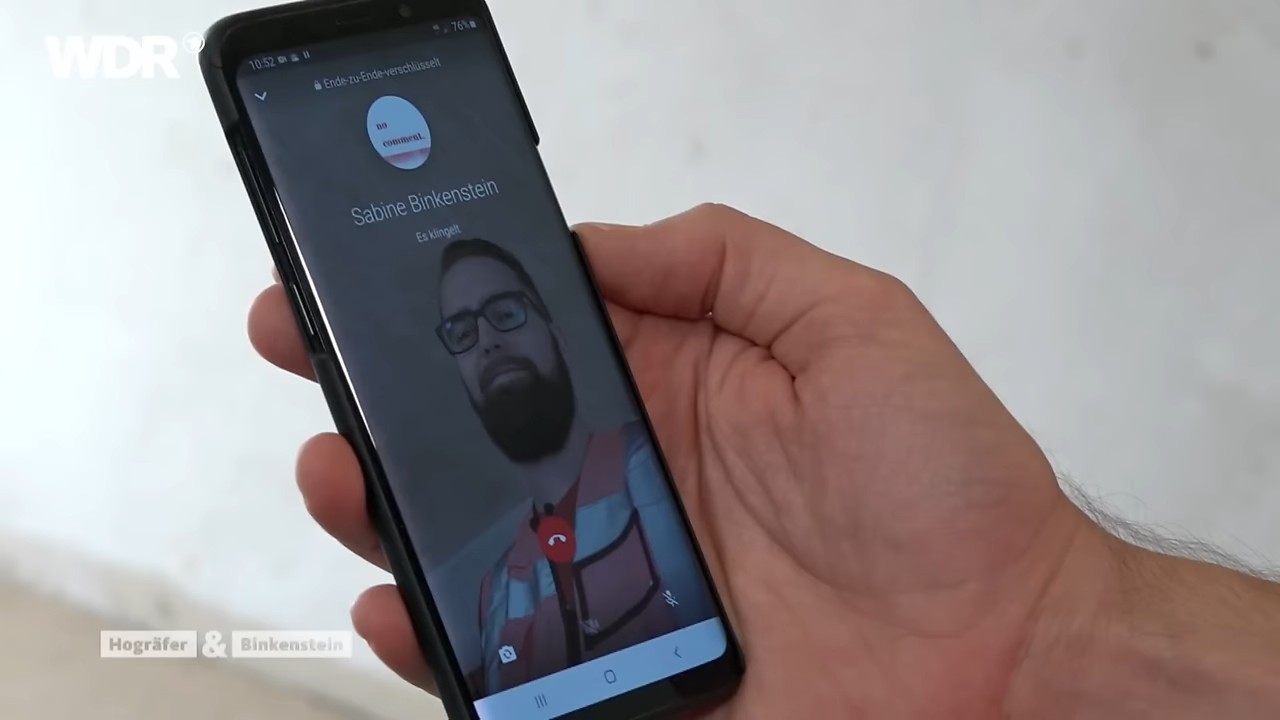 WDR
10:52
76%
Ende-zu-Ende-verschlüsselt
no
comment.
Sabine Binkenstein
Es klingelt
Hogräfer & Binkenstein